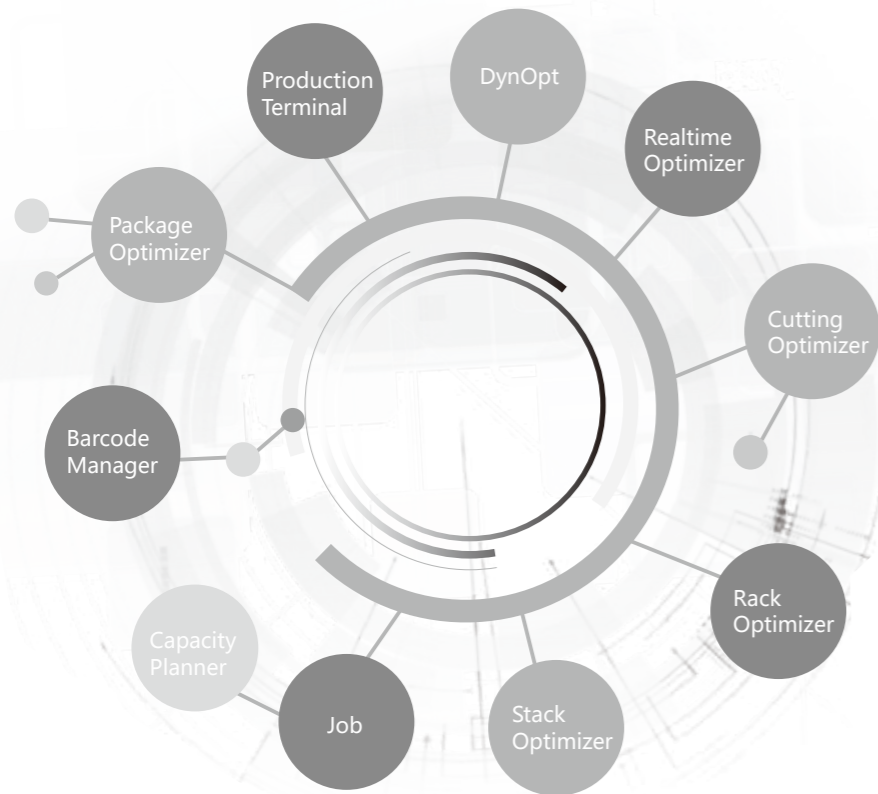 Production
Terminal
DynOpt
Realtime
Optimizer
Package
Optimizer
Cutting
Optimizer
Barcode
Manager
Rack
Optimizer
Capacity
Planner
Job
Stack
Optimizer